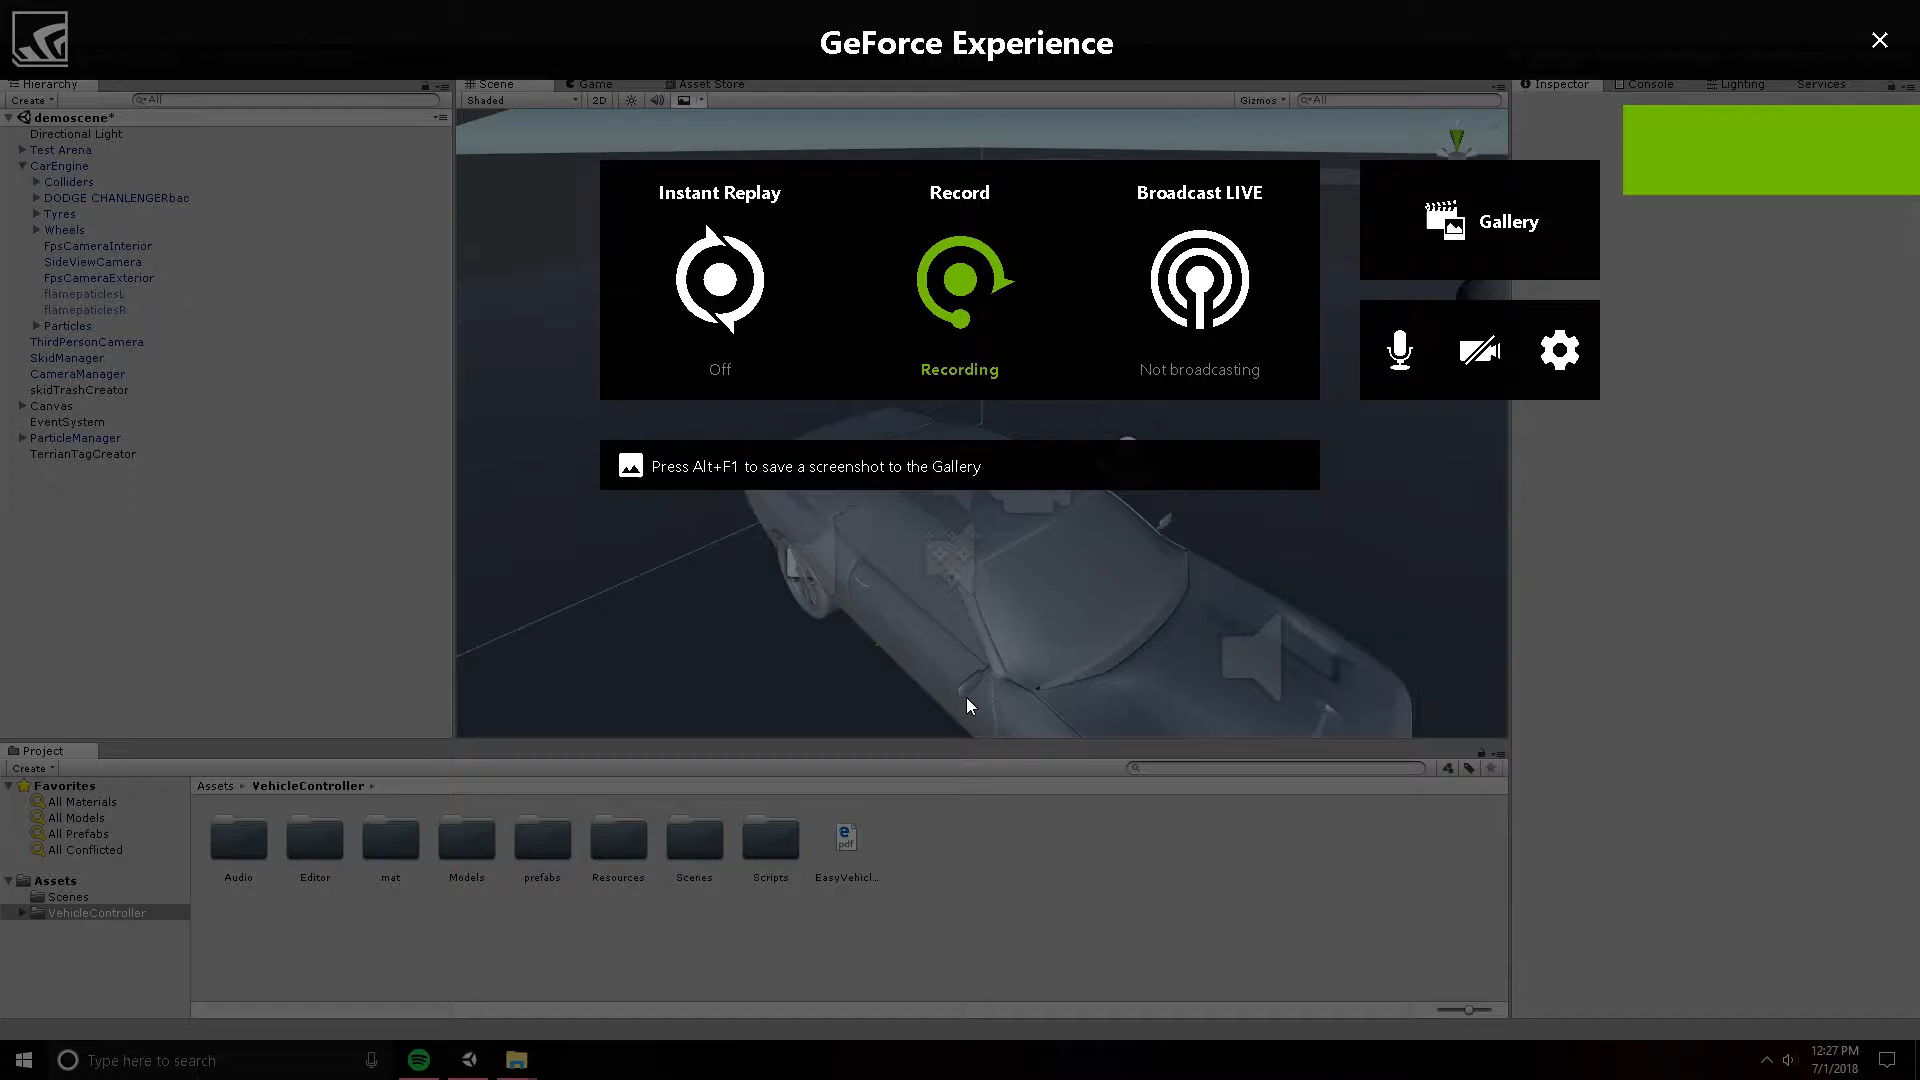 GeForce Experience
Hierarchy
Scene
Game
Asset Store
Inspector
Console
Lighting
Services
Create
All
Shaded
2D
Gizmos
All
demoscene*
Directional Light
Test Arena
CarEngine
Colliders
DODGE CHANLENGERbac
Tyres
Wheels
FpsCameraInterior
SideViewCamera
FpsCameraExterior
flamepaticlesL
flamepaticlesR
Particles
ThirdPersonCamera
SkidManager
CameraManager
skidTrashCreator
Canvas
EventSystem
ParticleManager
TerrianTagCreator
Instant Replay
Off
Record
Recording
Broadcast LIVE
Not broadcasting
Gallery
Press Alt+F1 to save a screenshot to the Gallery
Project
Create
Favorites
All Materials
All Models
All Prefabs
All Conflicted
Assets
Scenes
VehicleController
Assets
VehicleController
Audio
Editor
mat
Models
prefabs
Resources
Scenes
Scripts
pdf
EasyVehicl...
Type here to search
12:27 PM
7/1/2018